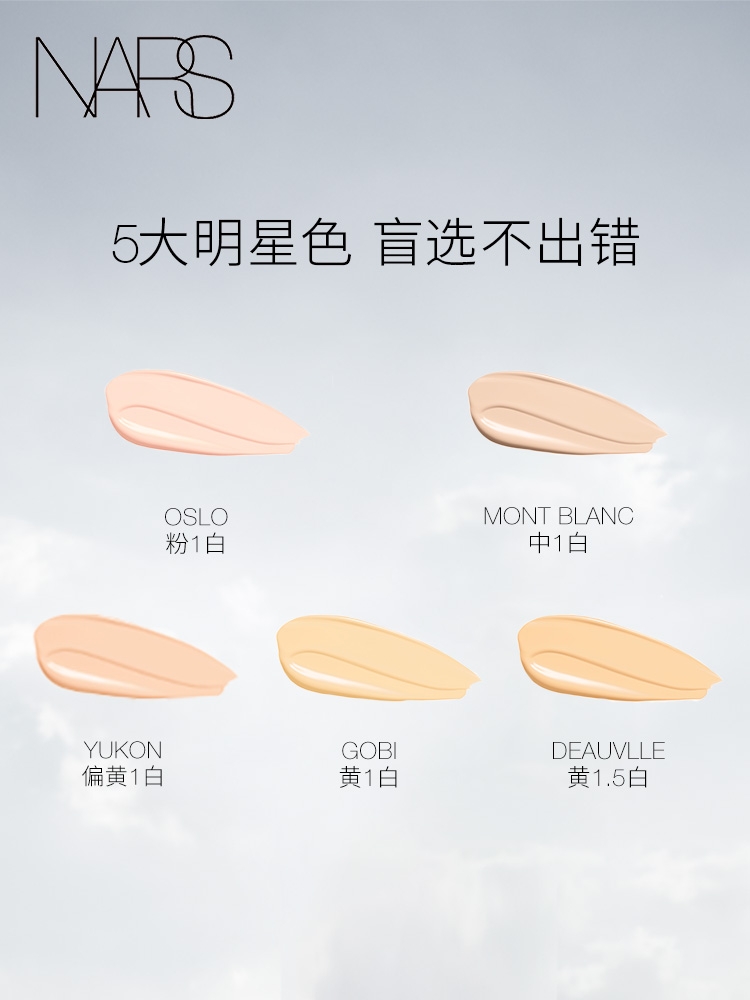 NARS
5大明星色 盲选不出错
OSLO
粉1白
MONT BLANC
中1白
YUKON
偏黄1白
GOBI
黄1白
DEAUVLLE
黄1.5白